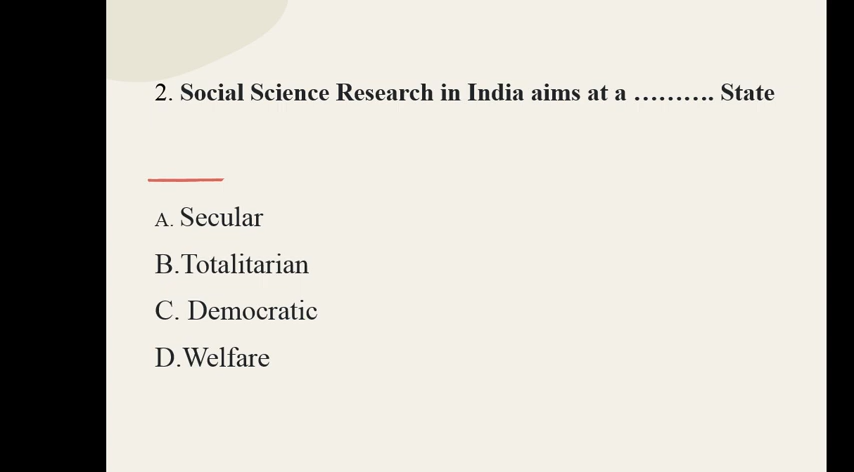 2. Social Science Research in India aims at a ………. State
A. Secular
B.Totalitarian
C. Democratic
D.Welfare